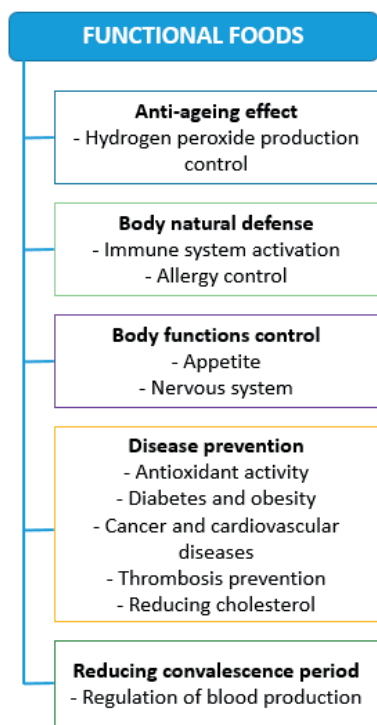 FUNCTIONAL FOODS
Anti-ageing effect
- Hydrogen peroxide production
control
Body natural defense
- Immune system activation
- Allergy control
Body functions control
- Appetite
- Nervous system
Disease prevention
- Antioxidant activity
- Diabetes and obesity
- Cancer and cardiovascular
diseases
- Thrombosis prevention
- Reducing cholesterol
Reducing convalescence period
- Regulation of blood production